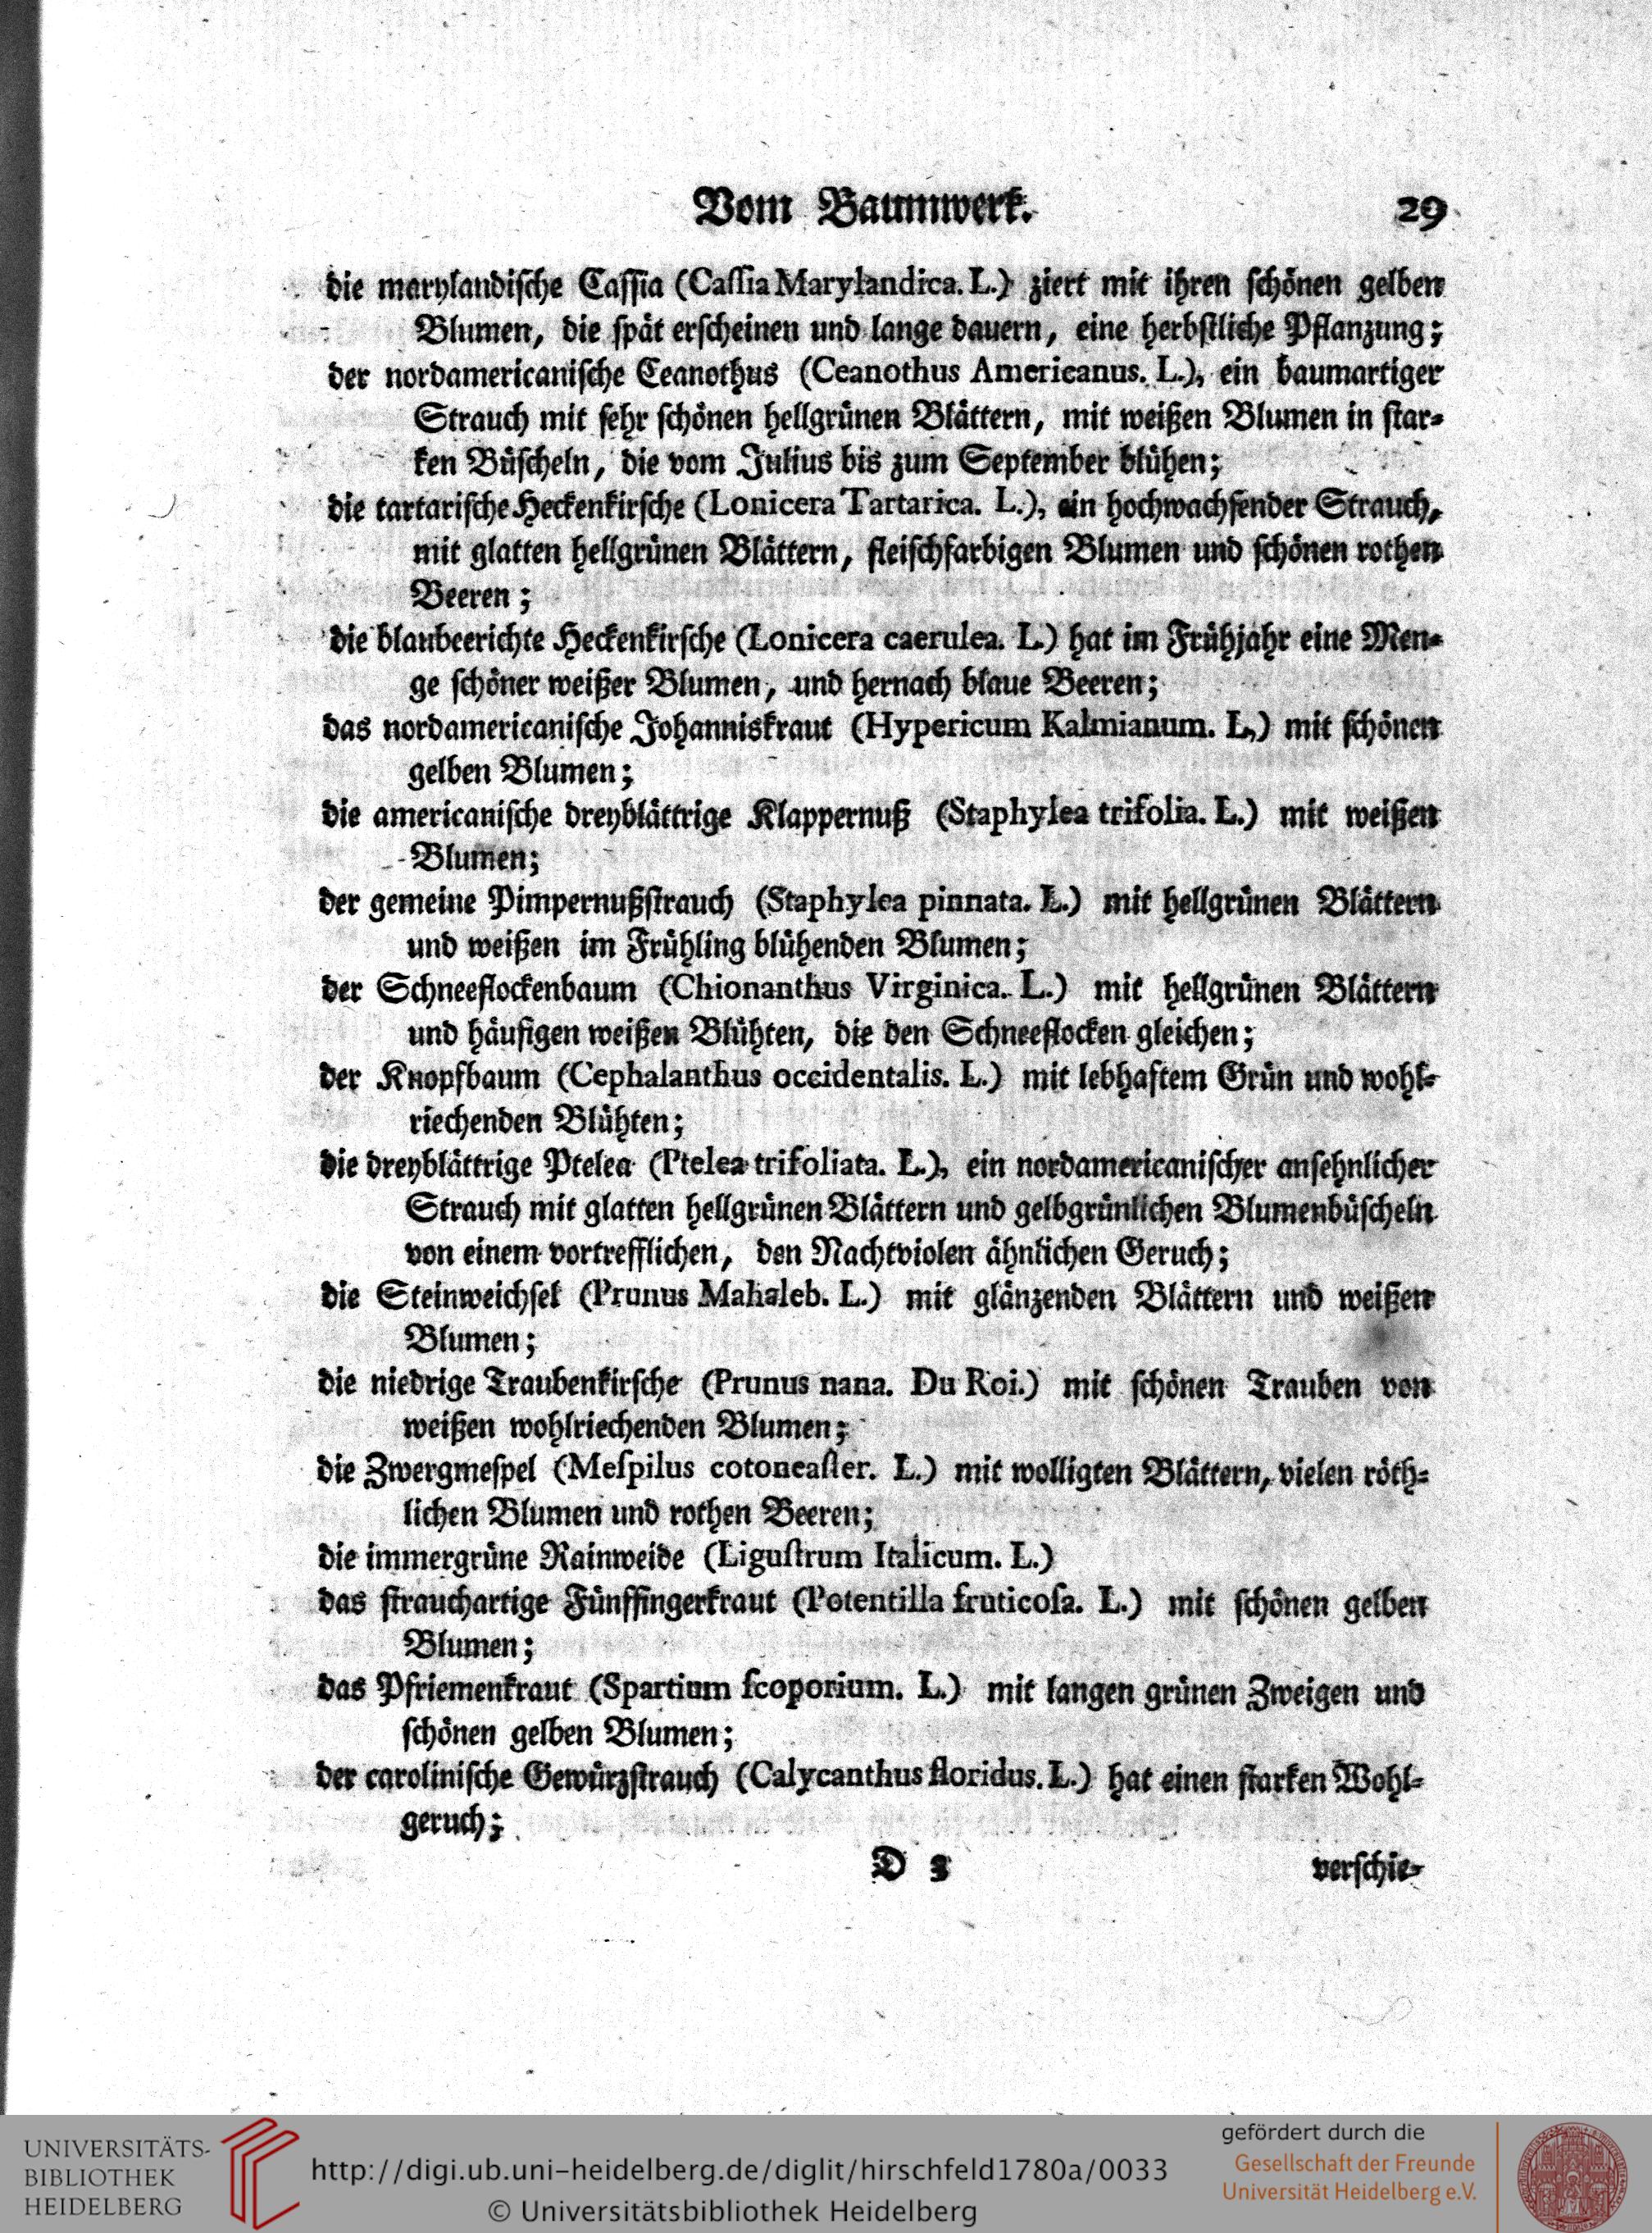 Vom Baumwerk. 29
die marylandische Cassia (Cassia Marylandica. L.) ziert mit ihren schönen gelben
Blumen, die spät erscheinen und lange dauern, eine herbstliche Pflanzung;
der nordamericanische Ceanothus (Ceanothus Americanus. L.), ein baumartiger
Strauch mit sehr schönen hellgrünen Blättern, mit weißen Blumen in star-
ken Büscheln, die vom Julius bis zum September blühen;
die tartarische Heckenkirsche (Lonicera Tartarica. L.), ein hochwachsender Strauch,
mit glatten hellgrünen Blättern, fleischfarbigen Blumen und schönen rothen
Beeren;
die blaubeerichte Heckenkirsche (Lonicera caerulea. L.) hat im Frühjahr eine Men-
ge schöner weißer Blumen, und hernach blaue Beeren;
das nordamericanische Johanniskraut (Hypericum Kalmianum. L.) mit schönen
gelben Blumen;
die americanische dreyblättrige Klappernuß (Staphylea trifolia. L.) mit weißen
Blumen;
der gemeine Pimpernußstrauch (Staphylea pinnata. L.) mit hellgrünen Blättern
und weißen im Frühling blühenden Blumen;
der Schneeflockenbaum (Chionanthus Virginica. L.) mit hellgrünen Blättern
und häufigen weißen Blühten, die den Schneeflocken gleichen;
der Knopfbaum (Cephalanthus occidentalis. L.) mit lebhaftem Grün und wohl-
riechenden Blühten;
die dreyblättrige Ptelea (Ptelea trifoliata. L.), ein nordamericanischer ansehnlicher
Strauch mit glatten hellgrünen Blättern und gelbgrünlichen Blumenbüscheln
von einem vortrefflichen, den Nachtviolen ähnlichen Geruch;
die Steinweichsel (Prunus Mahaleb. L.) mit glänzenden Blättern und weißen
Blumen;
die niedrige Traubenkirsche (Prunus nana. Du Roi.) mit schönen Trauben von
weißen wohlriechenden Blumen;
die Zwergmespel (Meſpilus cotoneaſter. L.) mit wolligten Blättern, vielen röth-
lichen Blumen und rothen Beeren;
die immergrüne Rainweide (Liguſtrum Italicum. L.)
das strauchartige Fünffingerkraut (Potentilla fruticoſa. L.) mit schönen gelben
Blumen;
das Pfriemenkraut (Spartium ſcoporium. L.) mit langen grünen Zweigen und
schönen gelben Blumen;
der carolinische Gewürzstrauch (Calycanthus floridus. L.) hat einen starken Wohl-
geruch;
D 3 verschie-
UNIVERSITÄTS-
BIBLIOTHEK
HEIDELBERG
http://digi.ub.uni-heidelberg.de/diglit/hirschfeld1780a/0033
© Universitätsbibliothek Heidelberg
gefördert durch die
Gesellschaft der Freunde
Universität Heidelberg e.V.